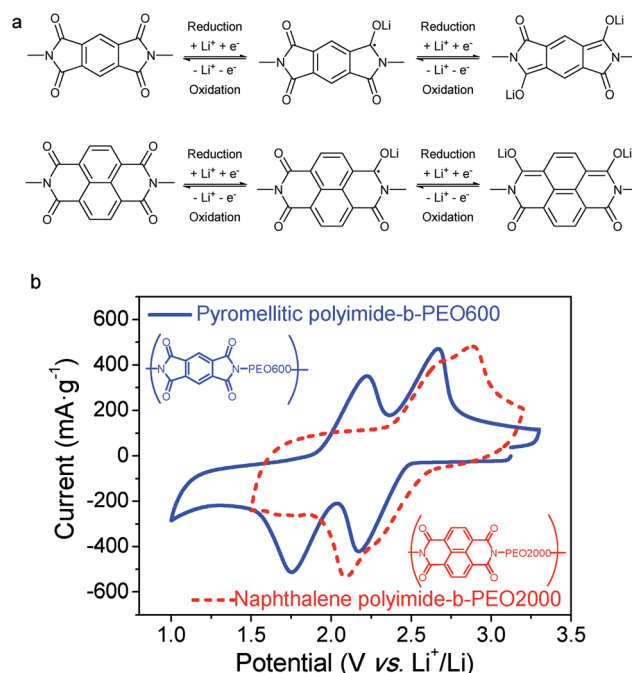 a
O O OLi OLi
Reduction Reduction
+ Li⁺ + e⁻ + Li⁺ + e⁻
—N N— —N N— —N N—
- Li⁺ - e⁻ - Li⁺ - e⁻
Oxidation Oxidation
O O O O LiO O
O O O OLi LiO OLi
Reduction Reduction
+ Li⁺ + e⁻ + Li⁺ + e⁻
—N N— —N N— —N N—
- Li⁺ - e⁻ - Li⁺ - e⁻
Oxidation Oxidation
O O O O O O
b
600
Pyromellitic polyimide-b-PEO600
400
O O
N N-PEO600
O O
200
0
-200
-400
O O
N N-PEO2000
O O
-600
Naphthalene polyimide-b-PEO2000
Current (mA·g⁻¹)
1.0 1.5 2.0 2.5 3.0 3.5
Potential (V vs. Li⁺/Li)